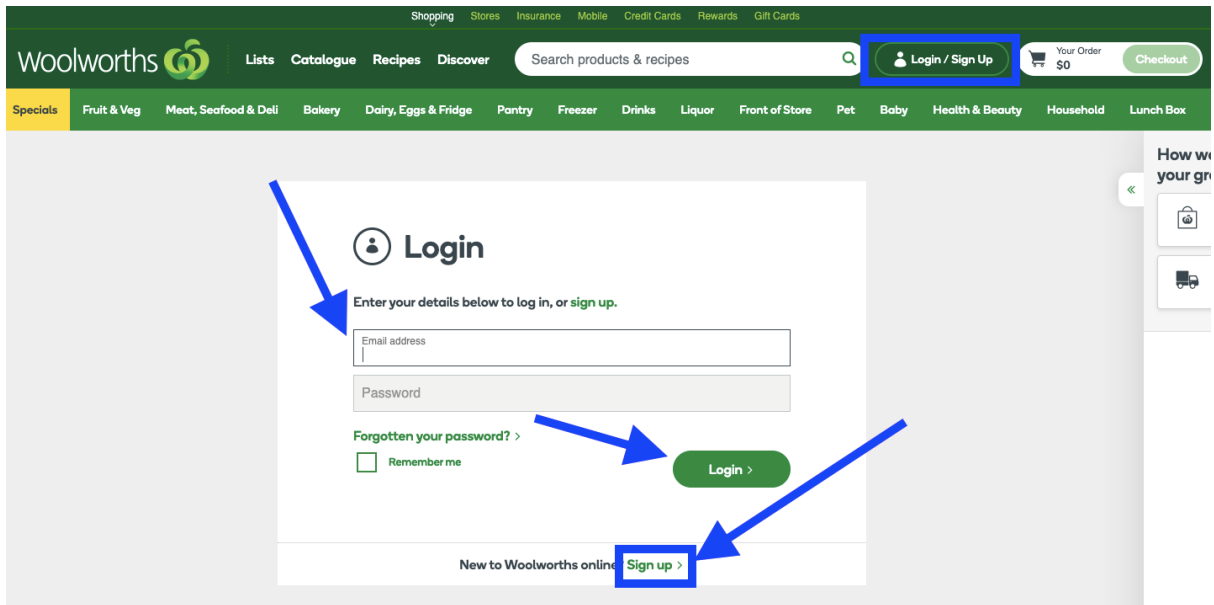 Shopping Stores Insurance Mobile Credit Cards Rewards Gift Cards
Woolworths Lists Catalogue Recipes Discover Search products & recipes Login / Sign Up Your Order $0 Checkout
Specials Fruit & Veg Meat, Seafood & Deli Bakery Dairy, Eggs & Fridge Pantry Freezer Drinks Liquor Front of Store Pet Baby Health & Beauty Household Lunch Box
How
your
«
Login
Enter your details below to log in, or sign up.
Email address
Password
Forgotten your password? >
Remember me
Login >
New to Woolworths online Sign up >